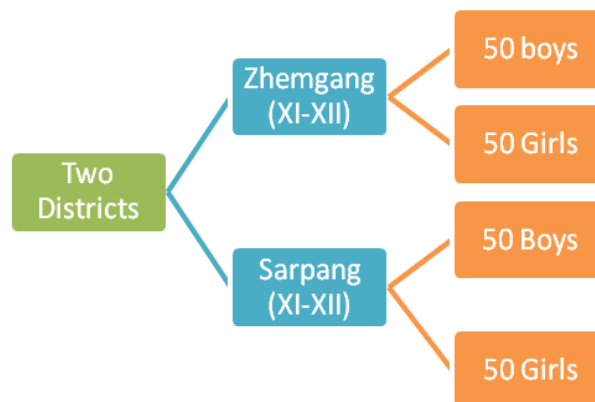 Two
Districts
Zhemgang
(XI-XII)
50 boys
50 Girls
Sarpang
(XI-XII)
50 Boys
50 Girls